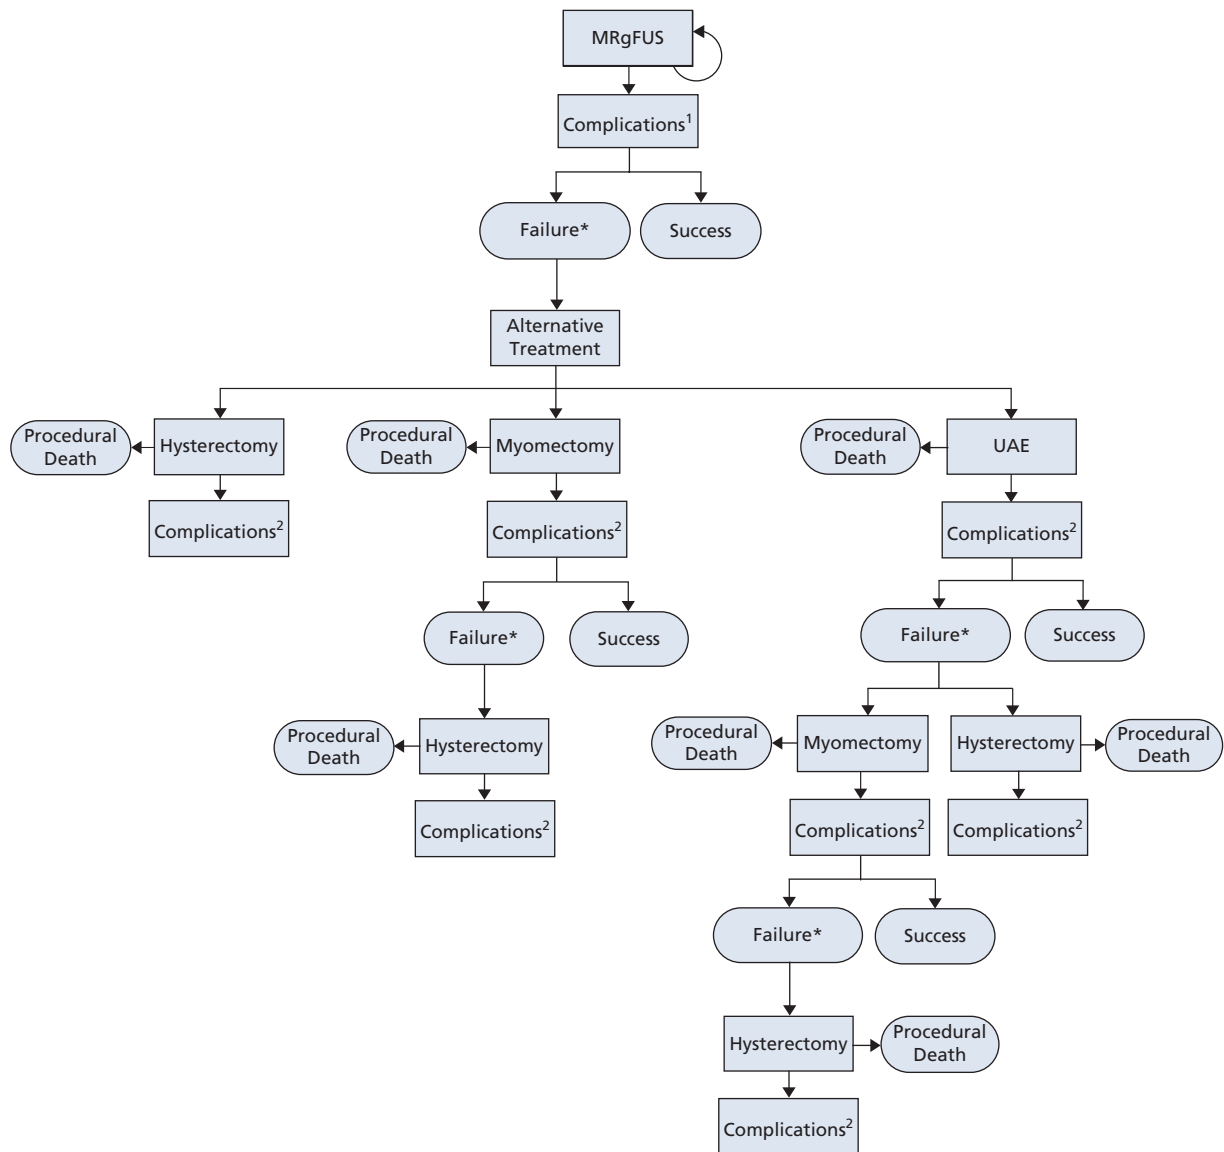 MRgFUS
Complications¹
Failure*
Success
Alternative
Treatment
Procedural
Death
Hysterectomy
Procedural
Death
Myomectomy
Procedural
Death
UAE
Complications²
Complications²
Complications²
Failure*
Success
Failure*
Success
Procedural
Death
Hysterectomy
Procedural
Death
Myomectomy
Hysterectomy
Procedural
Death
Complications²
Complications²
Complications²
Failure*
Success
Hysterectomy
Procedural
Death
Complications²